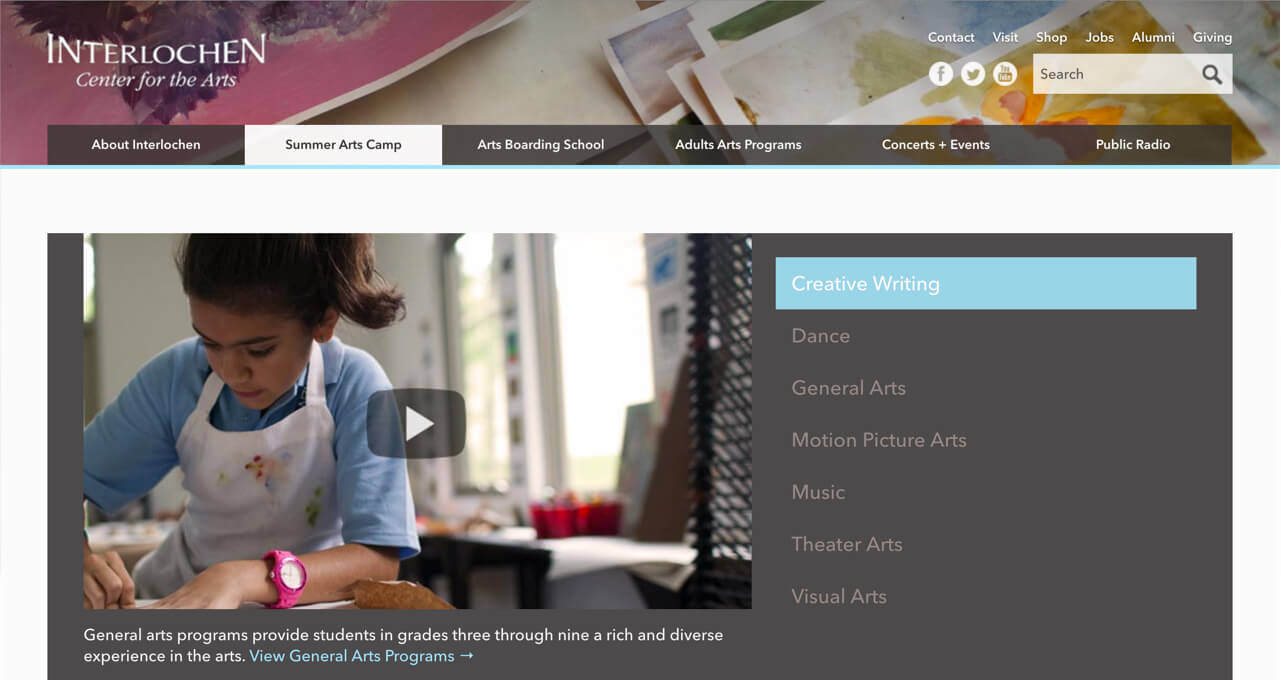 INTERLOCHEN
Center for the Arts
Contact Visit Shop Jobs Alumni Giving
f You Tube
Search
About Interlochen Summer Arts Camp Arts Boarding School Adults Arts Programs Concerts + Events Public Radio
Creative Writing
Dance
General Arts
Motion Picture Arts
Music
Theater Arts
Visual Arts
General arts programs provide students in grades three through nine a rich and diverse
experience in the arts. View General Arts Programs →